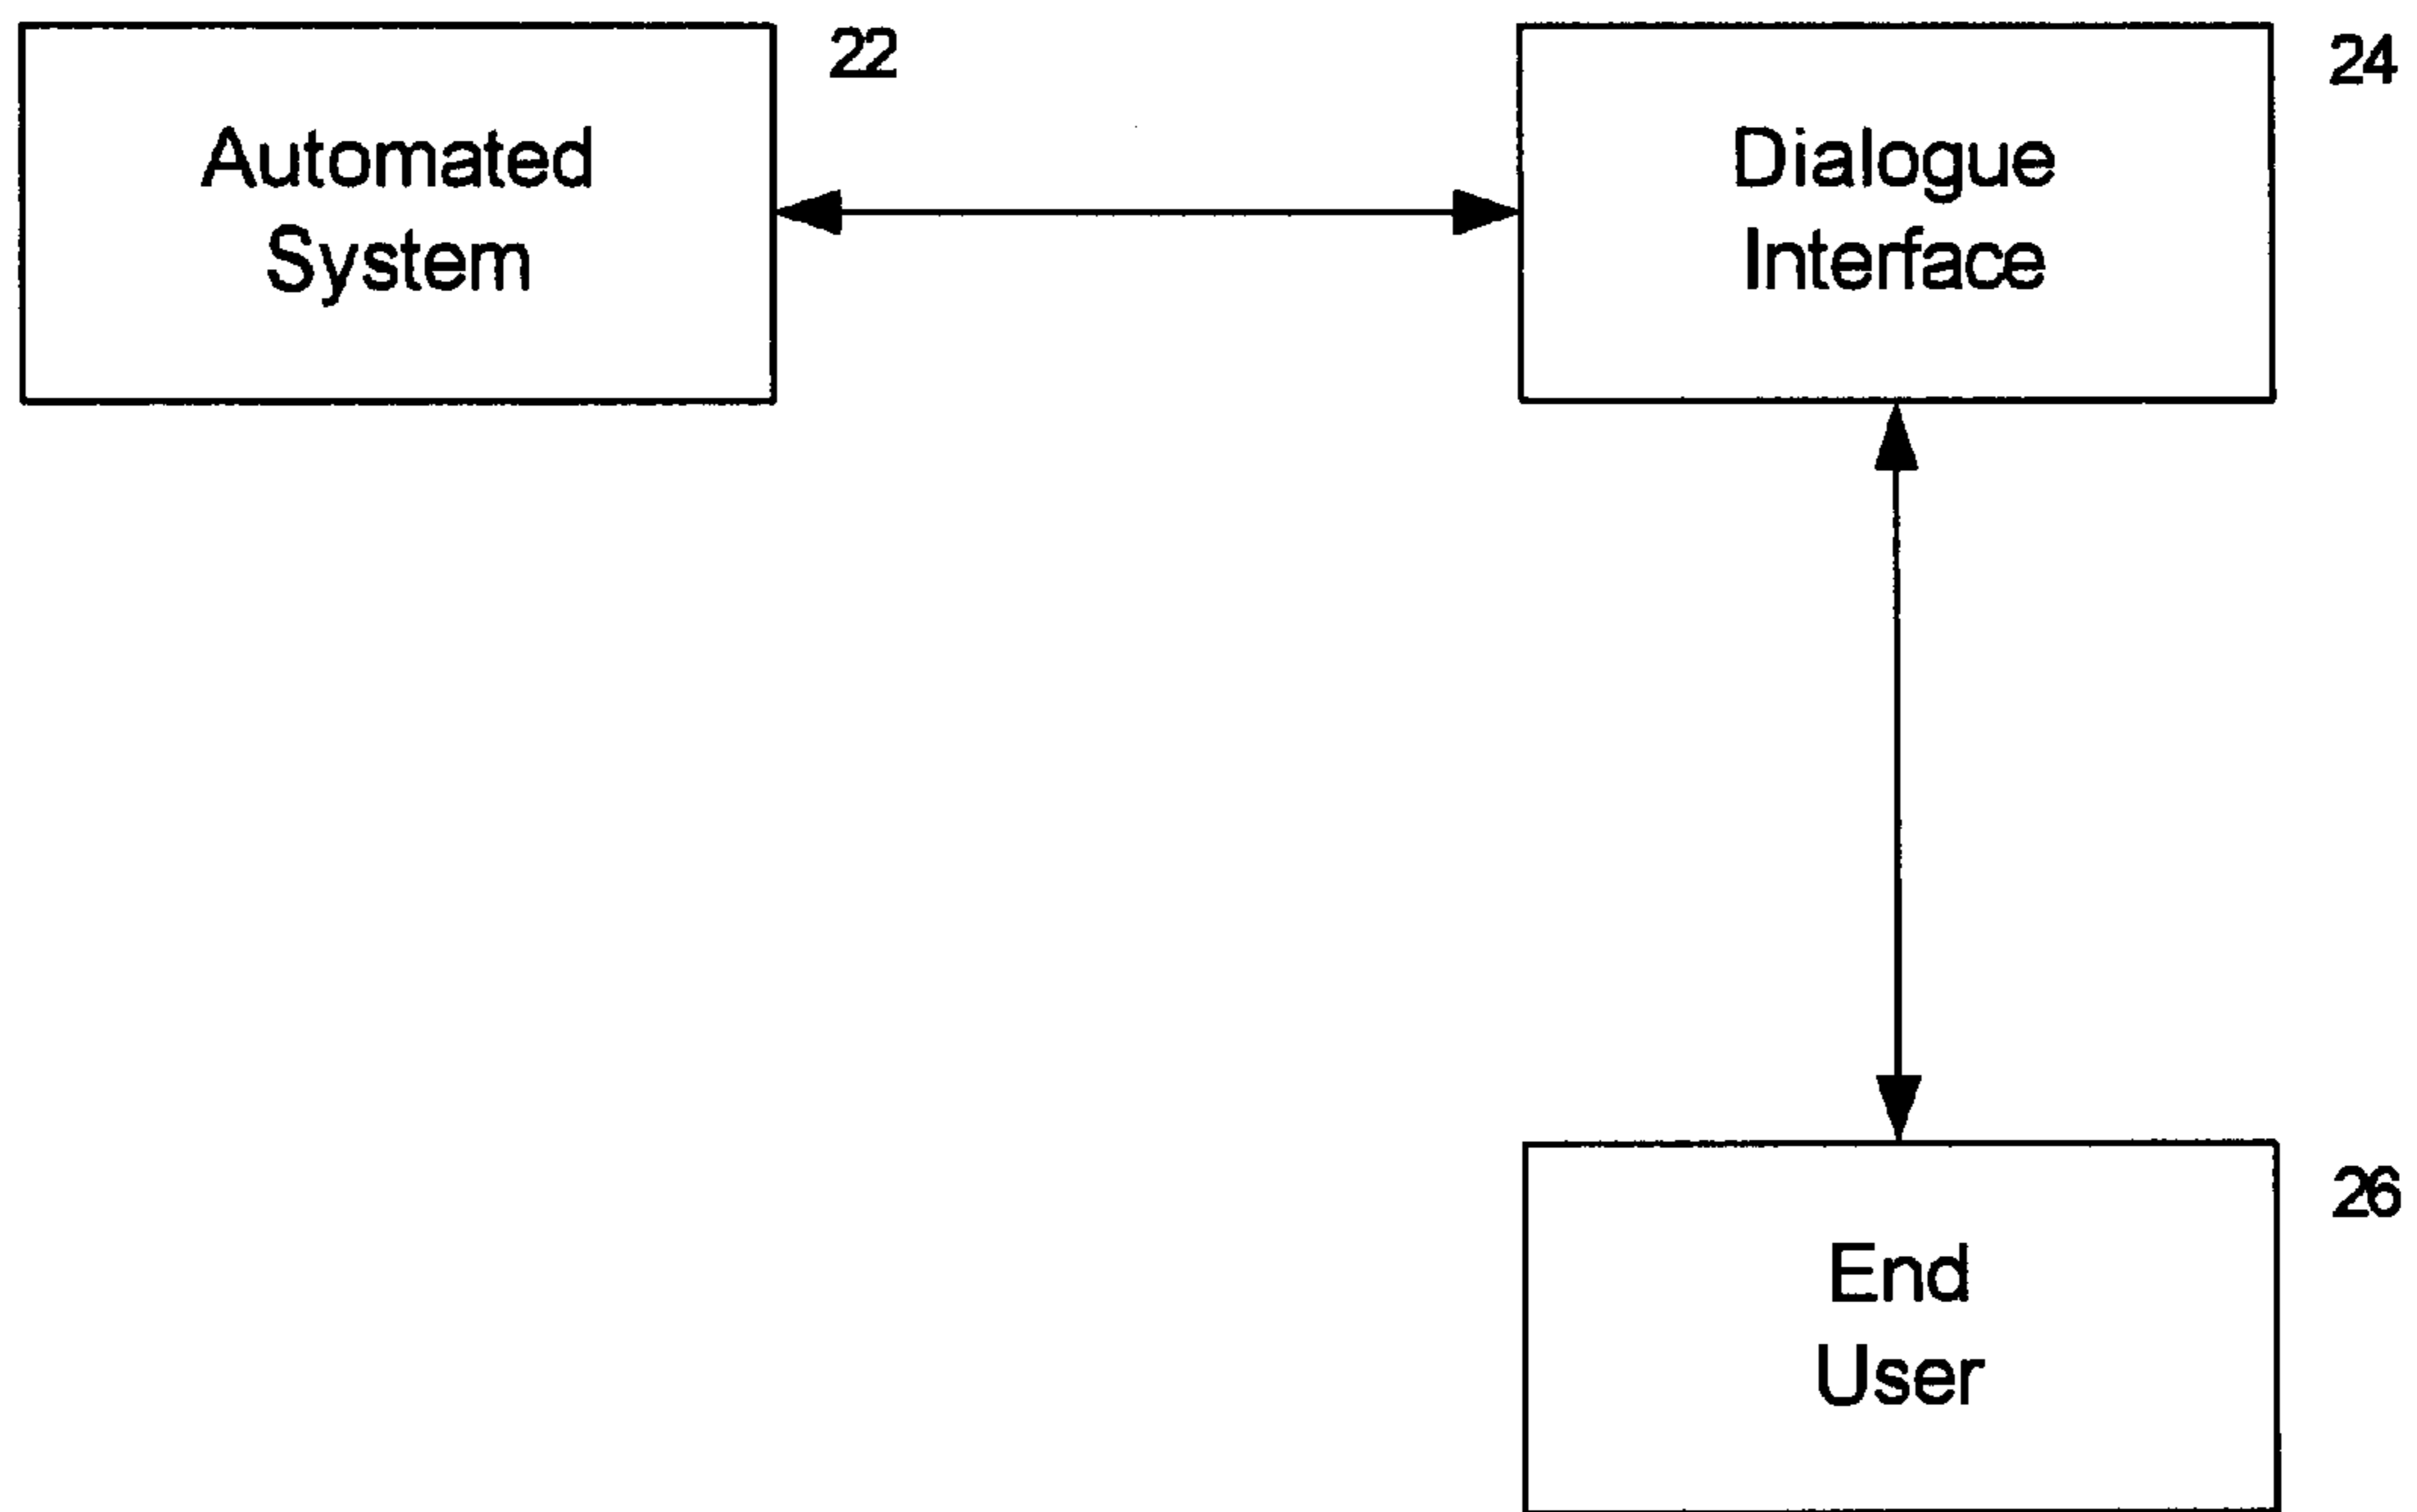 Automated
System
22
Dialogue
Interface
24
End
User
26